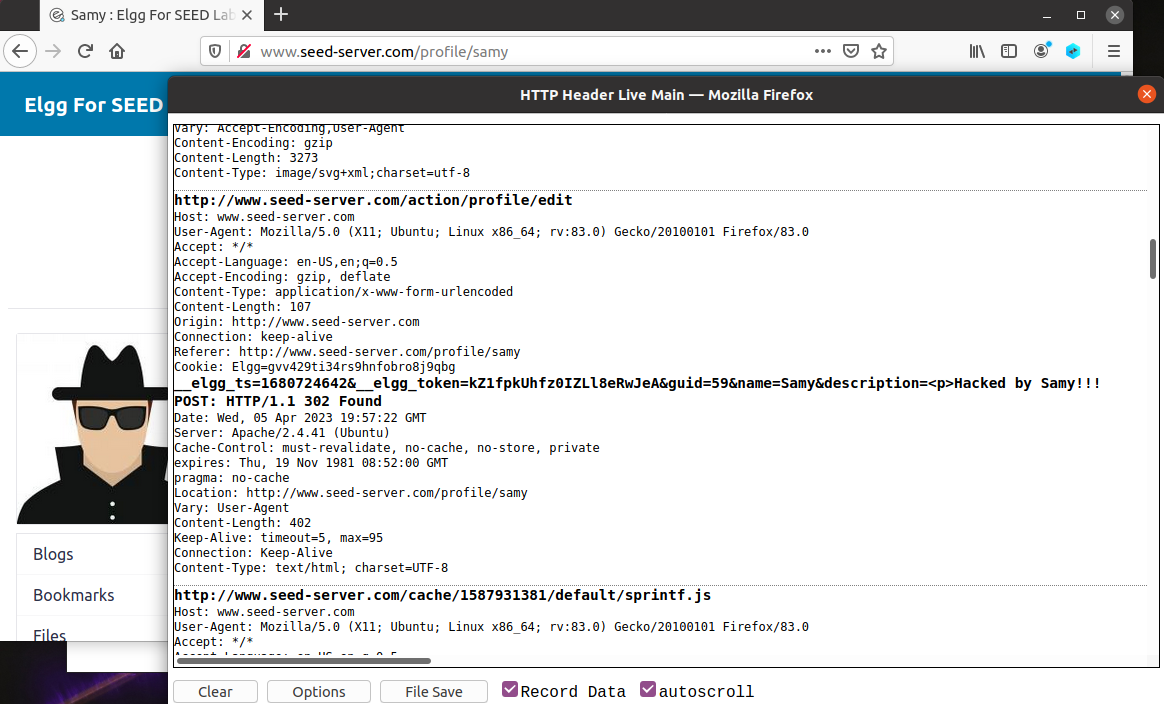 Samy : Elgg For SEED Lab
www.seed-server.com/profile/samy
Elgg For SEED
HTTP Header Live Main — Mozilla Firefox
Vary: Accept-Encoding,User-Agent
Content-Encoding: gzip
Content-Length: 3273
Content-Type: image/svg+xml;charset=utf-8
http://www.seed-server.com/action/profile/edit
Host: www.seed-server.com
User-Agent: Mozilla/5.0 (X11; Ubuntu; Linux x86_64; rv:83.0) Gecko/20100101 Firefox/83.0
Accept: */*
Accept-Language: en-US,en;q=0.5
Accept-Encoding: gzip, deflate
Content-Type: application/x-www-form-urlencoded
Content-Length: 107
Origin: http://www.seed-server.com
Connection: keep-alive
Referer: http://www.seed-server.com/profile/samy
Cookie: Elgg=gvv429ti34rs9hnfobro8j9qbg
__elgg_ts=1680724642&__elgg_token=kZ1fpkUhfz0IZLl8eRwJeA&guid=59&name=Samy&description=<p>Hacked by Samy!!!
POST: HTTP/1.1 302 Found
Date: Wed, 05 Apr 2023 19:57:22 GMT
Server: Apache/2.4.41 (Ubuntu)
Cache-Control: must-revalidate, no-cache, no-store, private
expires: Thu, 19 Nov 1981 08:52:00 GMT
pragma: no-cache
Location: http://www.seed-server.com/profile/samy
Vary: User-Agent
Content-Length: 402
Keep-Alive: timeout=5, max=95
Connection: Keep-Alive
Content-Type: text/html; charset=UTF-8
http://www.seed-server.com/cache/1587931381/default/sprintf.js
Host: www.seed-server.com
User-Agent: Mozilla/5.0 (X11; Ubuntu; Linux x86_64; rv:83.0) Gecko/20100101 Firefox/83.0
Accept: */*
Accept-Language: en-US,en;q=0.5
Blogs
Bookmarks
Files
Clear Options File Save Record Data autoscroll